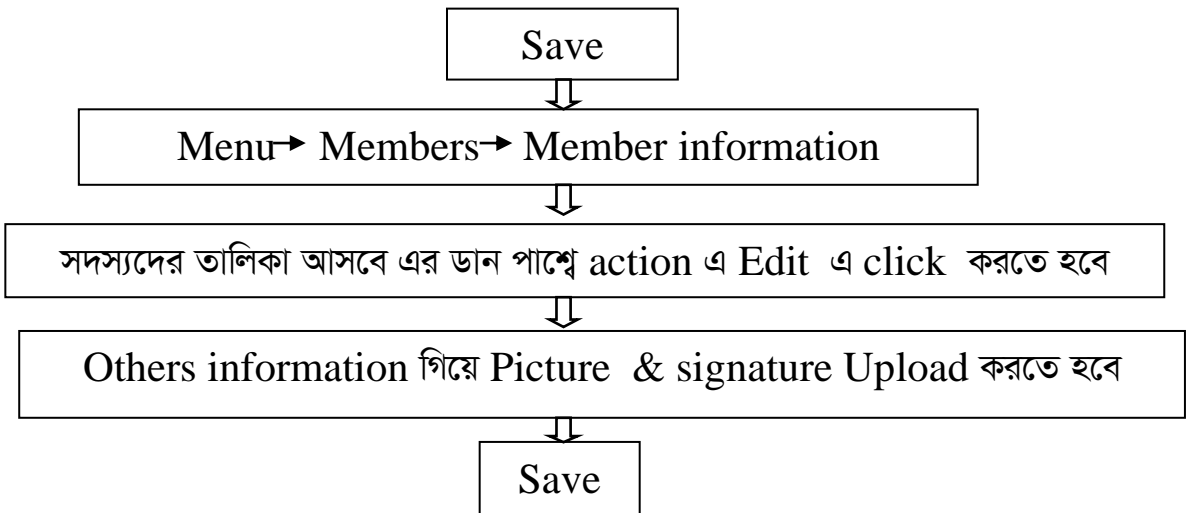 Save
Menu→ Members→ Member information
সদস্যদের তালিকা আসবে এর ডান পাশ্বে action এ Edit এ click করতে হবে
Others information গিয়ে Picture & signature Upload করতে হবে
Save